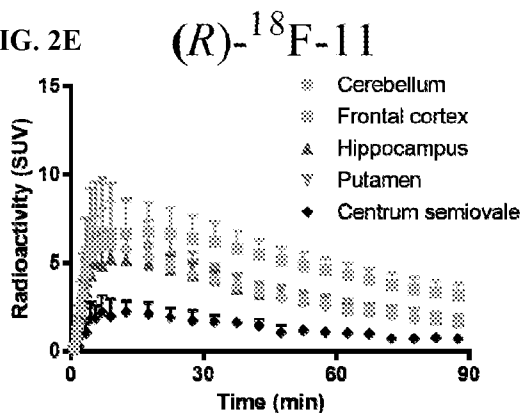 IG. 2E
(R)-¹⁸F-11
Radioactivity (SUV)
15
10
5
0
0
30
60
90
Time (min)
Cerebellum
Frontal cortex
Hippocampus
Putamen
Centrum semiovale